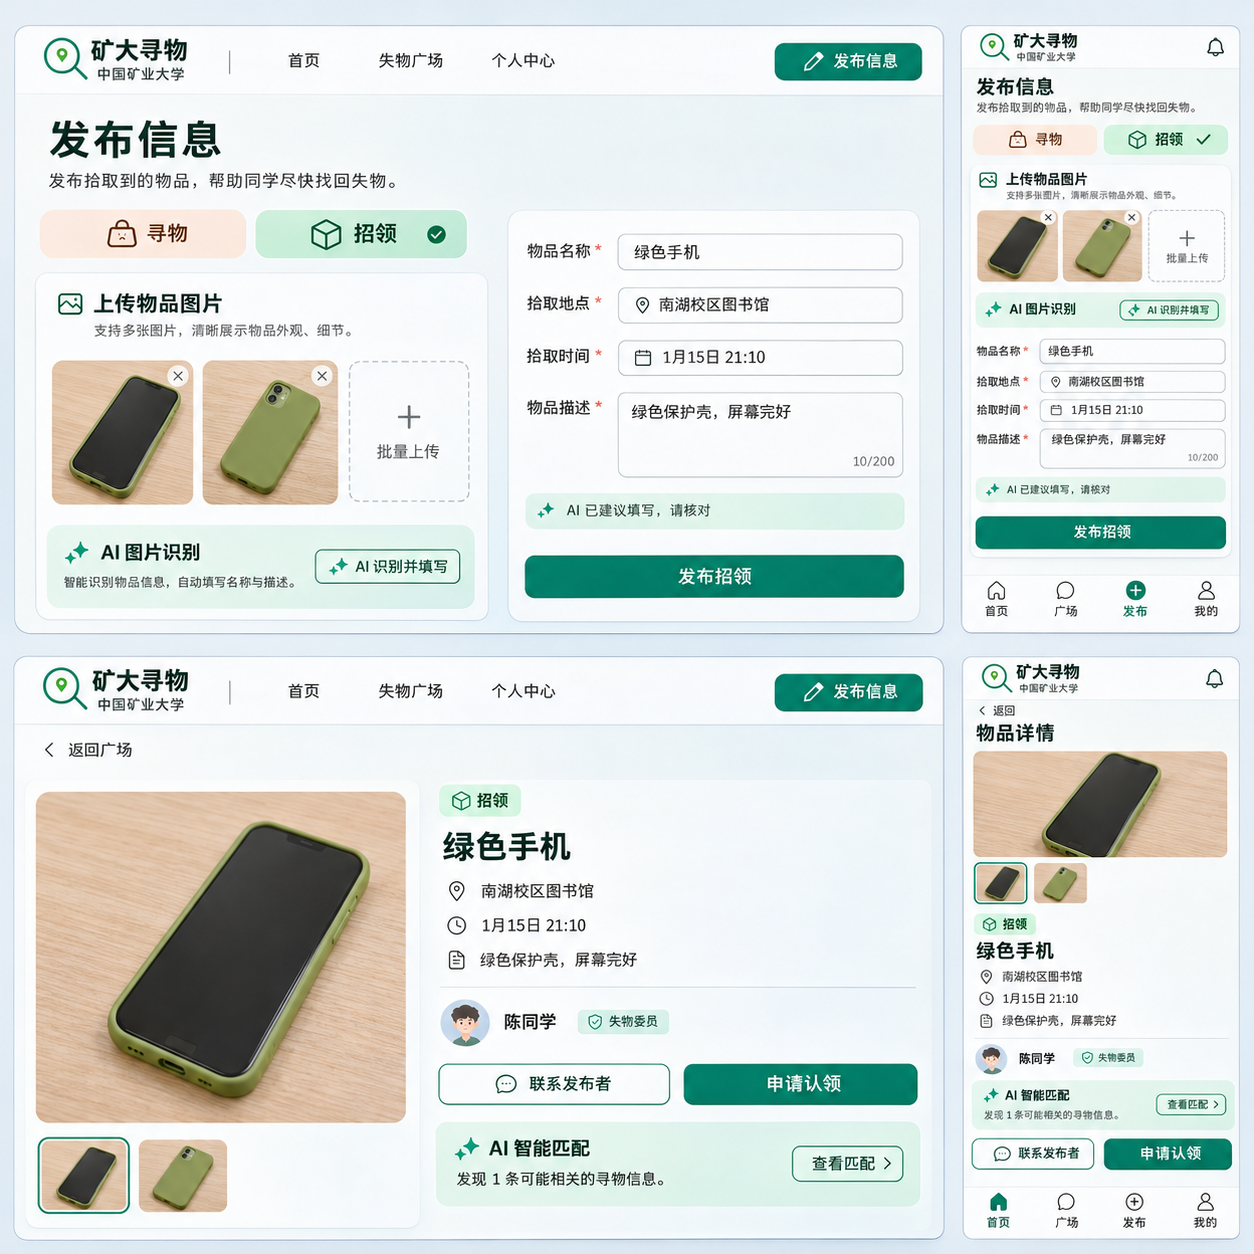 矿大寻物
中国矿业大学
首页 失物广场 个人中心
发布信息
发布信息
发布拾取到的物品，帮助同学尽快找回失物。
寻物
招领
上传物品图片
支持多张图片，清晰展示物品外观、细节。
批量上传
AI 图片识别
智能识别物品信息，自动填写名称与描述。
AI 识别并填写
物品名称 * 绿色手机
拾取地点 * 南湖校区图书馆
拾取时间 * 1月15日 21:10
物品描述 * 绿色保护壳，屏幕完好
10/200
AI 已建议填写，请核对
发布招领
矿大寻物
中国矿业大学
发布信息
发布拾取到的物品，帮助同学尽快找回失物。
寻物
招领
上传物品图片
支持多张图片，清晰展示物品外观、细节。
批量上传
AI 图片识别
AI 识别并填写
物品名称 * 绿色手机
拾取地点 * 南湖校区图书馆
拾取时间 * 1月15日 21:10
物品描述 * 绿色保护壳，屏幕完好
10/200
AI 已建议填写，请核对
发布招领
首页 广场 发布 我的
矿大寻物
中国矿业大学
首页 失物广场 个人中心
发布信息
返回广场
招领
绿色手机
南湖校区图书馆
1月15日 21:10
绿色保护壳，屏幕完好
陈同学 失物委员
联系发布者
申请认领
AI 智能匹配
发现 1 条可能相关的寻物信息。
查看匹配
矿大寻物
中国矿业大学
返回
物品详情
招领
绿色手机
南湖校区图书馆
1月15日 21:10
绿色保护壳，屏幕完好
陈同学 失物委员
AI 智能匹配
发现 1 条可能相关的寻物信息。
查看匹配
联系发布者
申请认领
首页 广场 发布 我的